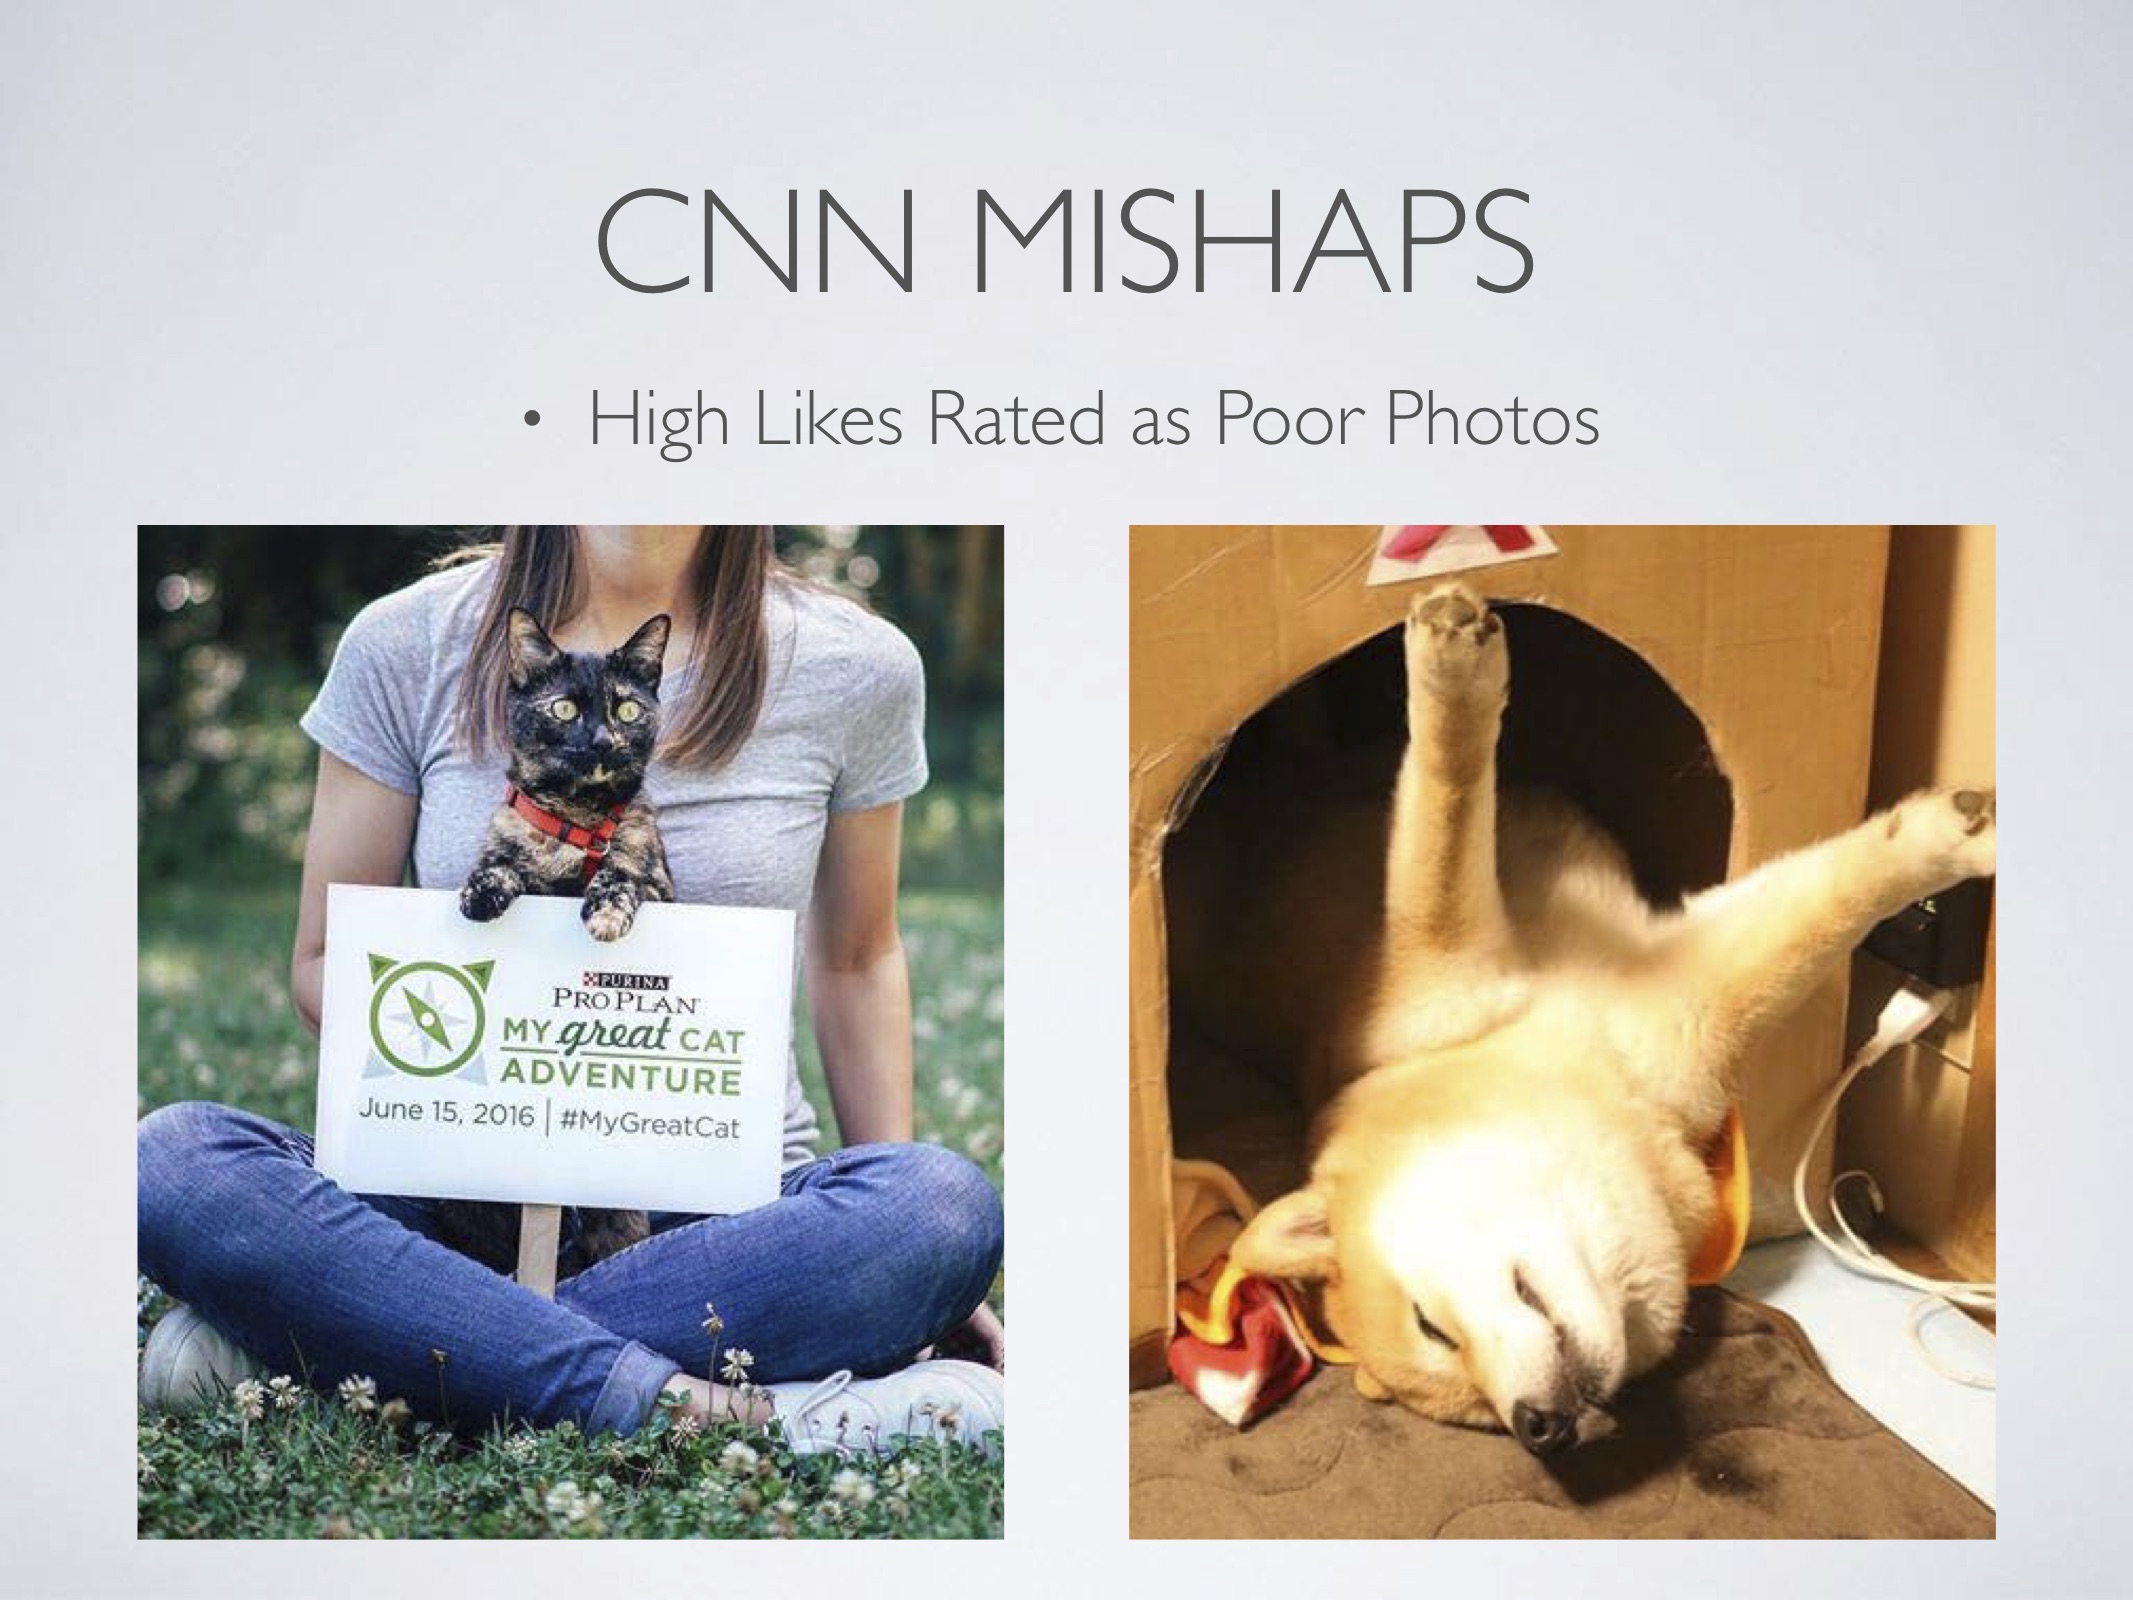 CNN MISHAPS
• High Likes Rated as Poor Photos
PURINA
PRO PLAN
MY great CAT
ADVENTURE
June 15, 2016 | #MyGreatCat